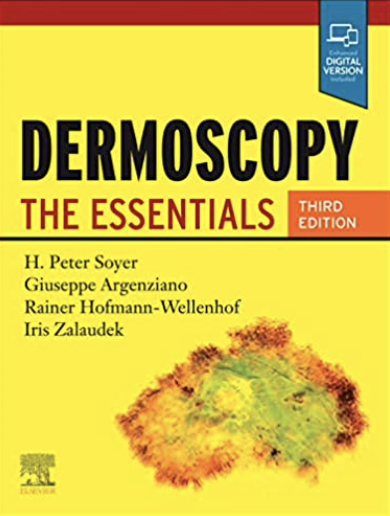 Enhanced
DIGITAL
VERSION
Included
DERMOSCOPY
THE ESSENTIALS
THIRD
EDITION
H. Peter Soyer
Giuseppe Argenziano
Rainer Hofmann-Wellenhof
Iris Zalaudek
ELSEVIER